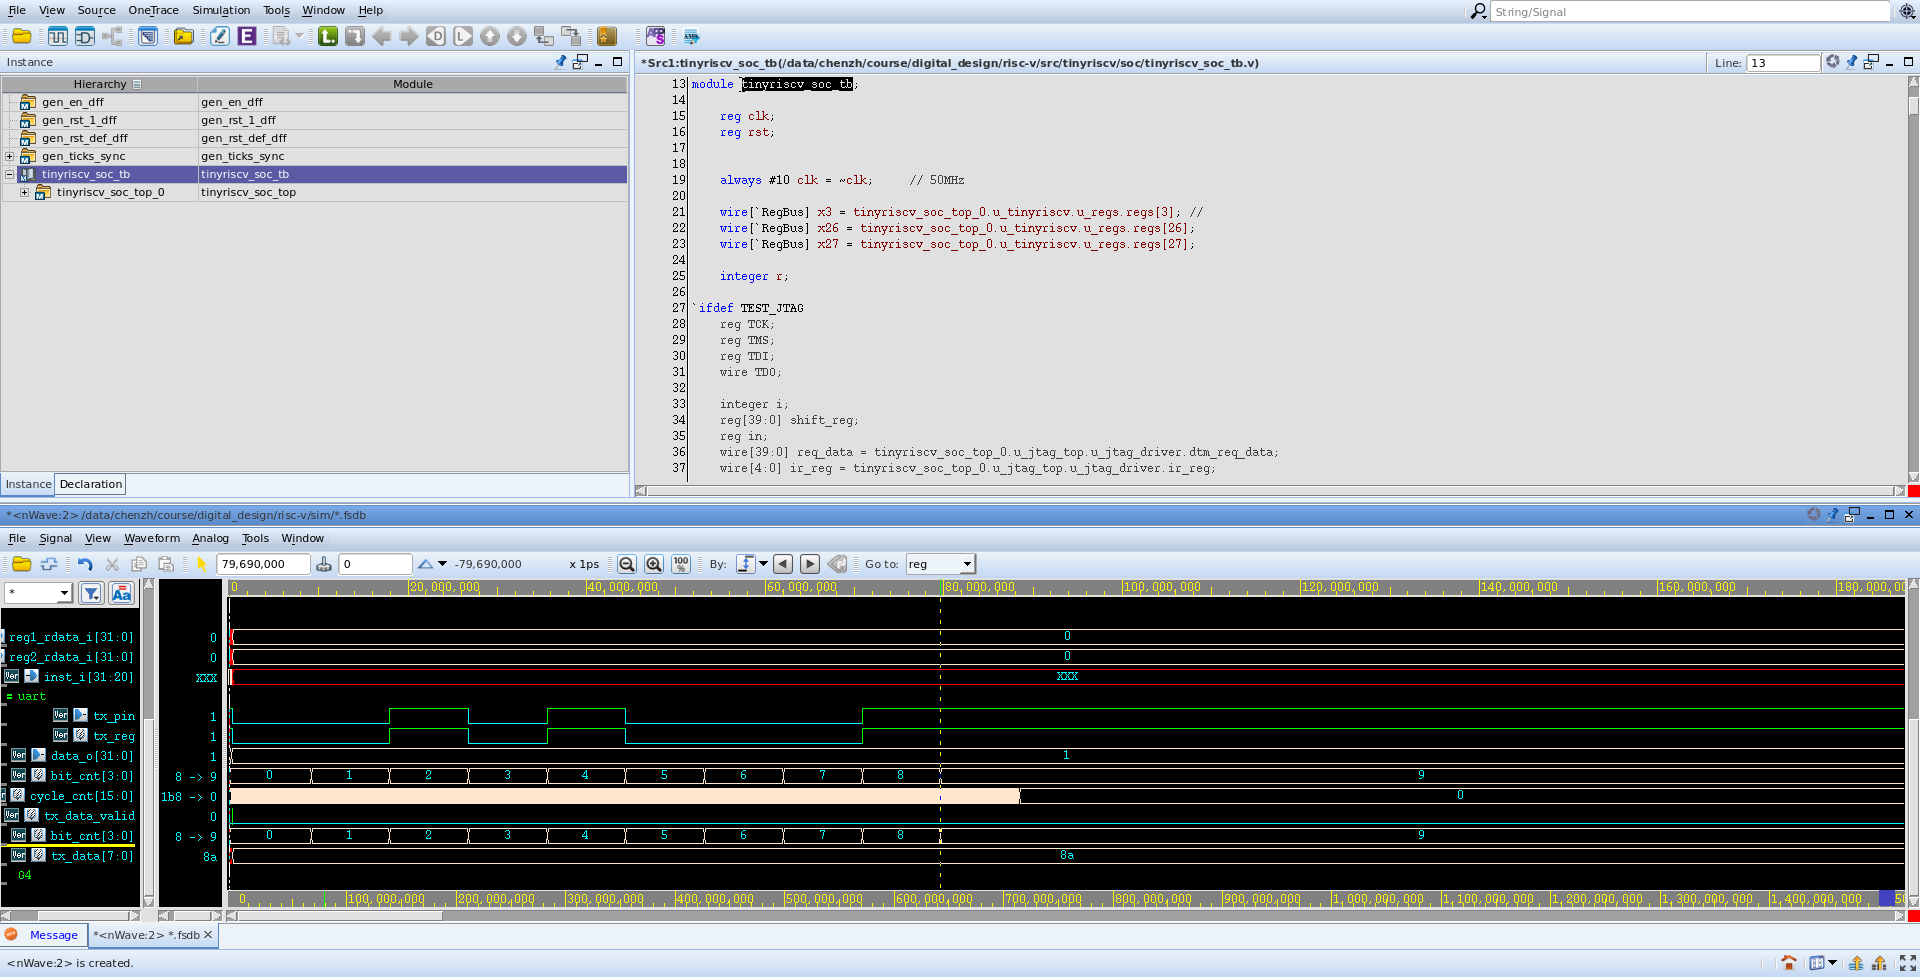 File View Source OneTrace Simulation Tools Window Help
String/Signal
Instance
Hierarchy Module
gen_en_dff gen_en_dff
gen_rst_1_dff gen_rst_1_dff
gen_rst_def_dff gen_rst_def_dff
gen_ticks_sync gen_ticks_sync
tinyriscv_soc_tb tinyriscv_soc_tb
tinyriscv_soc_top_0 tinyriscv_soc_top
Instance Declaration
*Src1:tinyriscv_soc_tb(/data/chenzh/course/digital_design/risc-v/src/tinyriscv/soc/tinyriscv_soc_tb.v)
Line: 13
13 module tinyriscv_soc_tb;
14
15 reg clk;
16 reg rst;
17
18
19 always #10 clk = ~clk; // 50MHz
20
21 wire[`RegBus] x3 = tinyriscv_soc_top_0.u_tinyriscv.u_regs.regs[3]; //
22 wire[`RegBus] x26 = tinyriscv_soc_top_0.u_tinyriscv.u_regs.regs[26];
23 wire[`RegBus] x27 = tinyriscv_soc_top_0.u_tinyriscv.u_regs.regs[27];
24
25 integer r;
26
27 `ifdef TEST_JTAG
28 reg TCK;
29 reg TMS;
30 reg TDI;
31 wire TDO;
32
33 integer i;
34 reg[39:0] shift_reg;
35 reg in;
36 wire[39:0] req_data = tinyriscv_soc_top_0.u_jtag_top.u_jtag_driver.dtm_req_data;
37 wire[4:0] ir_reg = tinyriscv_soc_top_0.u_jtag_top.u_jtag_driver.ir_reg;
*<nWave:2> /data/chenzh/course/digital_design/risc-v/sim/*.fsdb
File Signal View Waveform Analog Tools Window
79,690,000 0 -79,690,000 x 1ps 100% By: Go to: reg
*
0 20,000,000 40,000,000 60,000,000 80,000,000 100,000,000 120,000,000 140,000,000 160,000,000
reg1_rdata_i[31:0] 0 0
reg2_rdata_i[31:0] 0 0
inst_i[31:20] XXX XXX
= uart
tx_pin 1
tx_reg 1
data_o[31:0] 1 1
bit_cnt[3:0] 8 -> 9 0 1 2 3 4 5 6 7 8 9
cycle_cnt[15:0] 1b8 -> 0 0
tx_data_valid 0
bit_cnt[3:0] 8 -> 9 0 1 2 3 4 5 6 7 8 9
tx_data[7:0] 8a 8a
G4
0 100,000,000 200,000,000 300,000,000 400,000,000 500,000,000 600,000,000 700,000,000 800,000,000 900,000,000 1,000,000,000 1,100,000,000 1,200,000,000 1,300,000,000 1,400,000,000
Message *<nWave:2> *.fsdb
<nWave:2> is created.